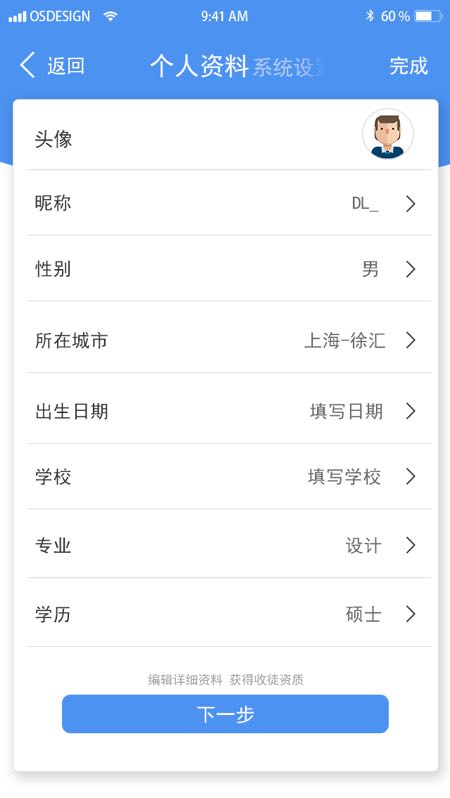 OSDESIGN 9:41 AM 60 %
返回 个人资料 系统设置 完成
头像
昵称 DL_
性别 男
所在城市 上海-徐汇
出生日期 填写日期
学校 填写学校
专业 设计
学历 硕士
编辑详细资料 获得收徒资质
下一步